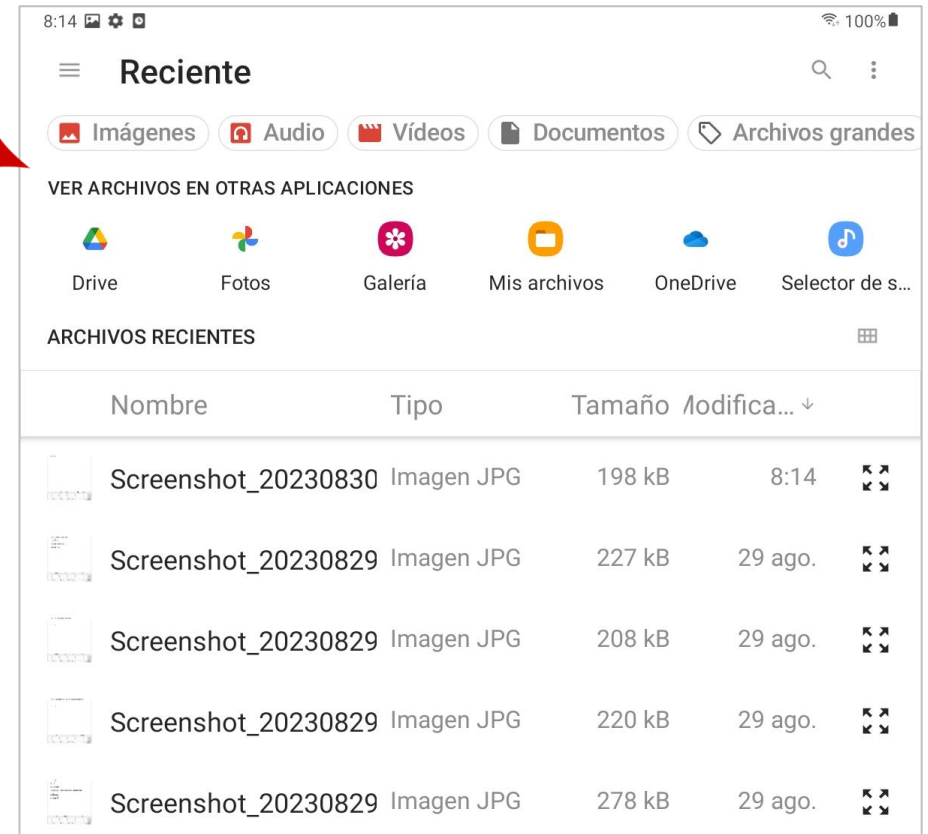 8:14 100%
Reciente
Imágenes Audio Vídeos Documentos Archivos grandes
VER ARCHIVOS EN OTRAS APLICACIONES
Drive Fotos Galería Mis archivos OneDrive Selector de s...
ARCHIVOS RECIENTES
Nombre Tipo Tamaño Modifica...
Screenshot_20230830 Imagen JPG 198 kB 8:14
Screenshot_20230829 Imagen JPG 227 kB 29 ago.
Screenshot_20230829 Imagen JPG 208 kB 29 ago.
Screenshot_20230829 Imagen JPG 220 kB 29 ago.
Screenshot_20230829 Imagen JPG 278 kB 29 ago.